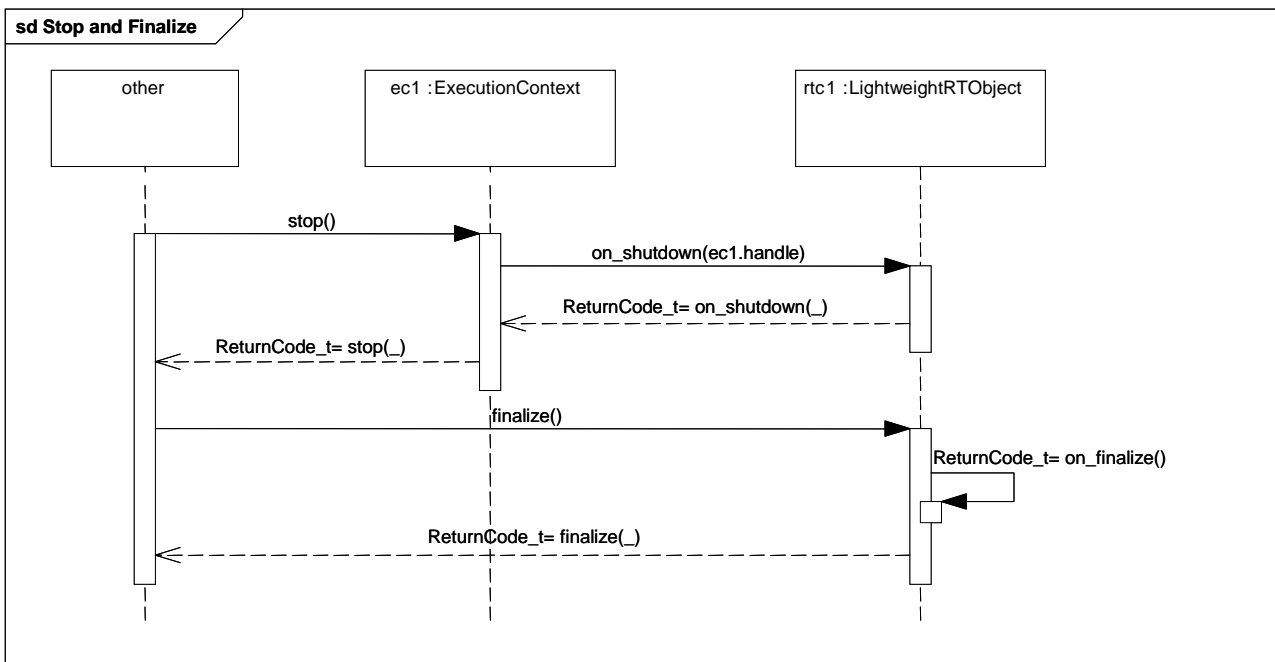 sd Stop and Finalize
other
ec1 :ExecutionContext
rtc1 :LightweightRTObject
stop()
on_shutdown(ec1.handle)
ReturnCode_t= on_shutdown(_)
ReturnCode_t= stop(_)
finalize()
ReturnCode_t= on_finalize()
ReturnCode_t= finalize(_)